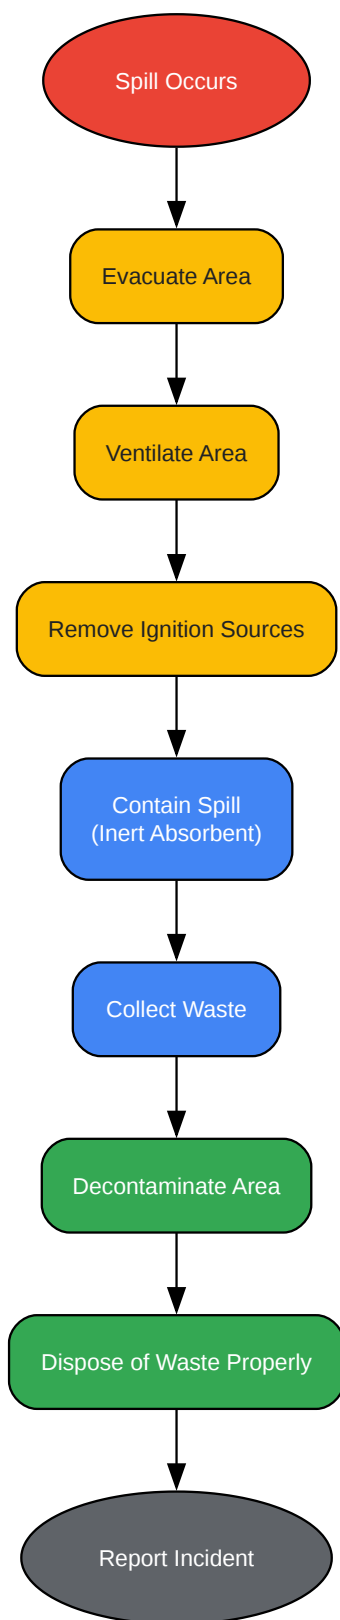 Spill Occurs
Evacuate Area
Ventilate Area
Remove Ignition Sources
Contain Spill
(Inert Absorbent)
Collect Waste
Decontaminate Area
Dispose of Waste Properly
Report Incident